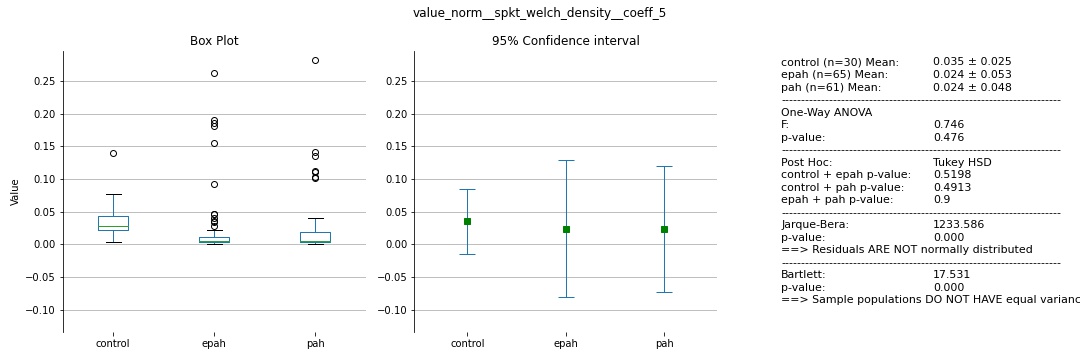 value_norm__spkt_welch_density__coeff_5
Box Plot
Value
0.25
0.20
0.15
0.10
0.05
0.00
−0.05
−0.10
control epah pah
95% Confidence interval
0.25
0.20
0.15
0.10
0.05
0.00
−0.05
−0.10
control epah pah
control (n=30) Mean: 0.035 ± 0.025
epah (n=65) Mean: 0.024 ± 0.053
pah (n=61) Mean: 0.024 ± 0.048
One-Way ANOVA
F: 0.746
p-value: 0.476
Post Hoc: Tukey HSD
control + epah p-value: 0.5198
control + pah p-value: 0.4913
epah + pah p-value: 0.9
Jarque-Bera: 1233.586
p-value: 0.000
==> Residuals ARE NOT normally distributed
Bartlett: 17.531
p-value: 0.000
==> Sample populations DO NOT HAVE equal varianc